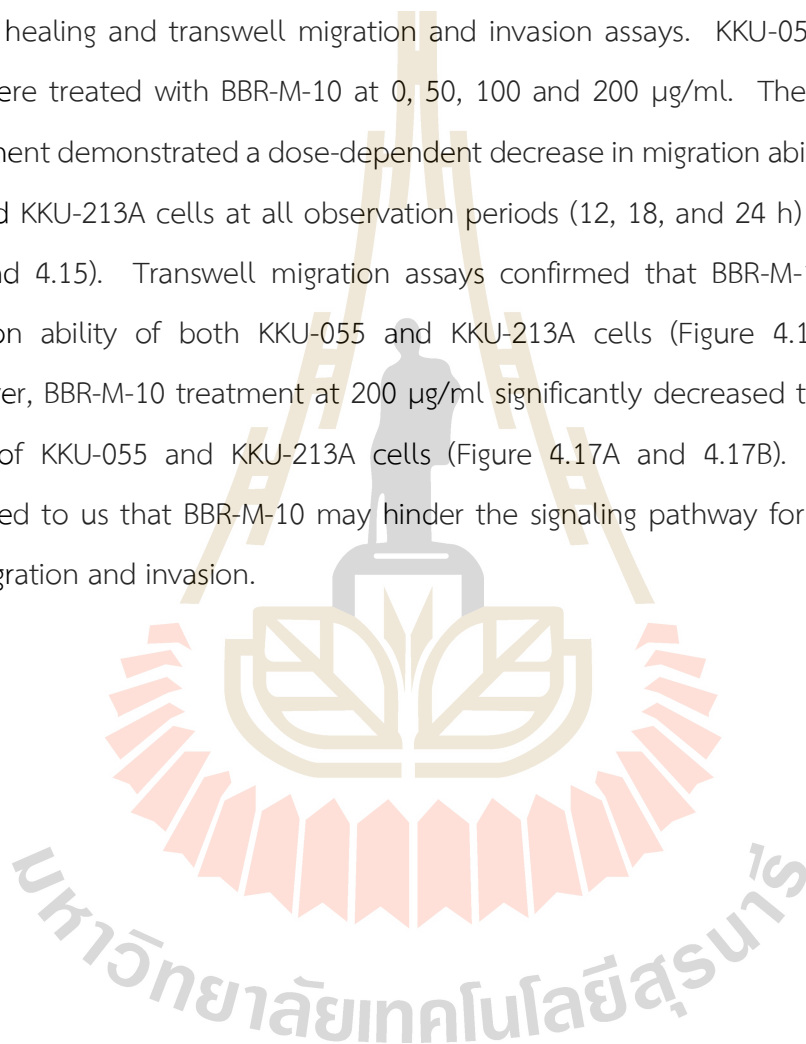 healing and transwell migration and invasion assays. KKU-05
ere treated with BBR-M-10 at 0, 50, 100 and 200 µg/ml. The
nent demonstrated a dose-dependent decrease in migration abi
d KKU-213A cells at all observation periods (12, 18, and 24 h)
nd 4.15). Transwell migration assays confirmed that BBR-M-
on ability of both KKU-055 and KKU-213A cells (Figure 4.1
er, BBR-M-10 treatment at 200 µg/ml significantly decreased t
of KKU-055 and KKU-213A cells (Figure 4.17A and 4.17B).
ed to us that BBR-M-10 may hinder the signaling pathway for
gration and invasion.
มหาวิทยาลัยเทคโนโลยีสุรนารี